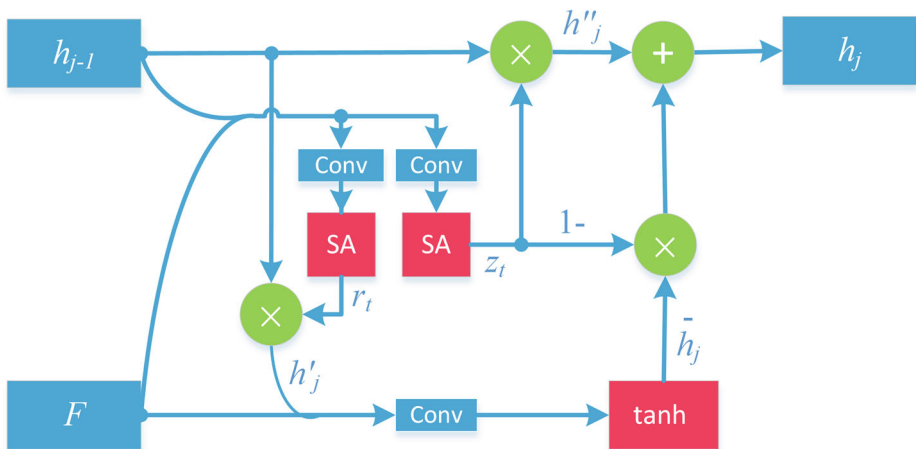 h_{j-1}
×
h''_j
+
h_j
Conv
Conv
SA
SA
z_t
1-
×
×
r_t
h̄_j
h'_j
F
Conv
tanh